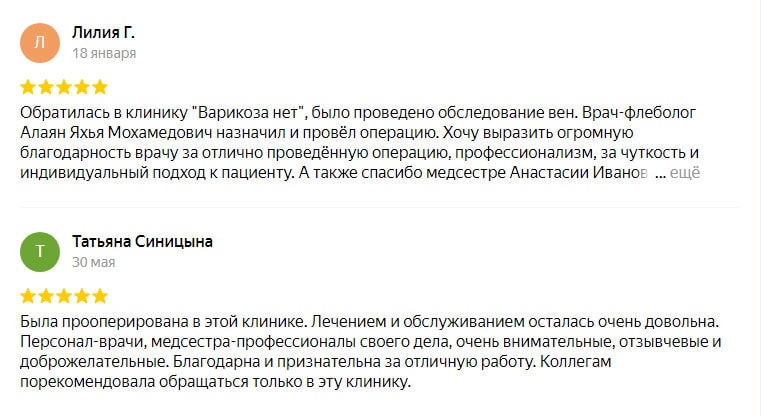 Л
Лилия Г.
18 января
Обратилась в клинику "Варикоза нет", было проведено обследование вен. Врач-флеболог
Алаян Яхья Мохамедович назначил и провёл операцию. Хочу выразить огромную
благодарность врачу за отлично проведённую операцию, профессионализм, за чуткость и
индивидуальный подход к пациенту. А также спасибо медсестре Анастасии Иванов ... ещё
Т
Татьяна Синицына
30 мая
Была прооперирована в этой клинике. Лечением и обслуживанием осталась очень довольна.
Персонал-врачи, медсестра-профессионалы своего дела, очень внимательные, отзывчевые и
доброжелательные. Благодарна и признательна за отличную работу. Коллегам
порекомендовала обращаться только в эту клинику.